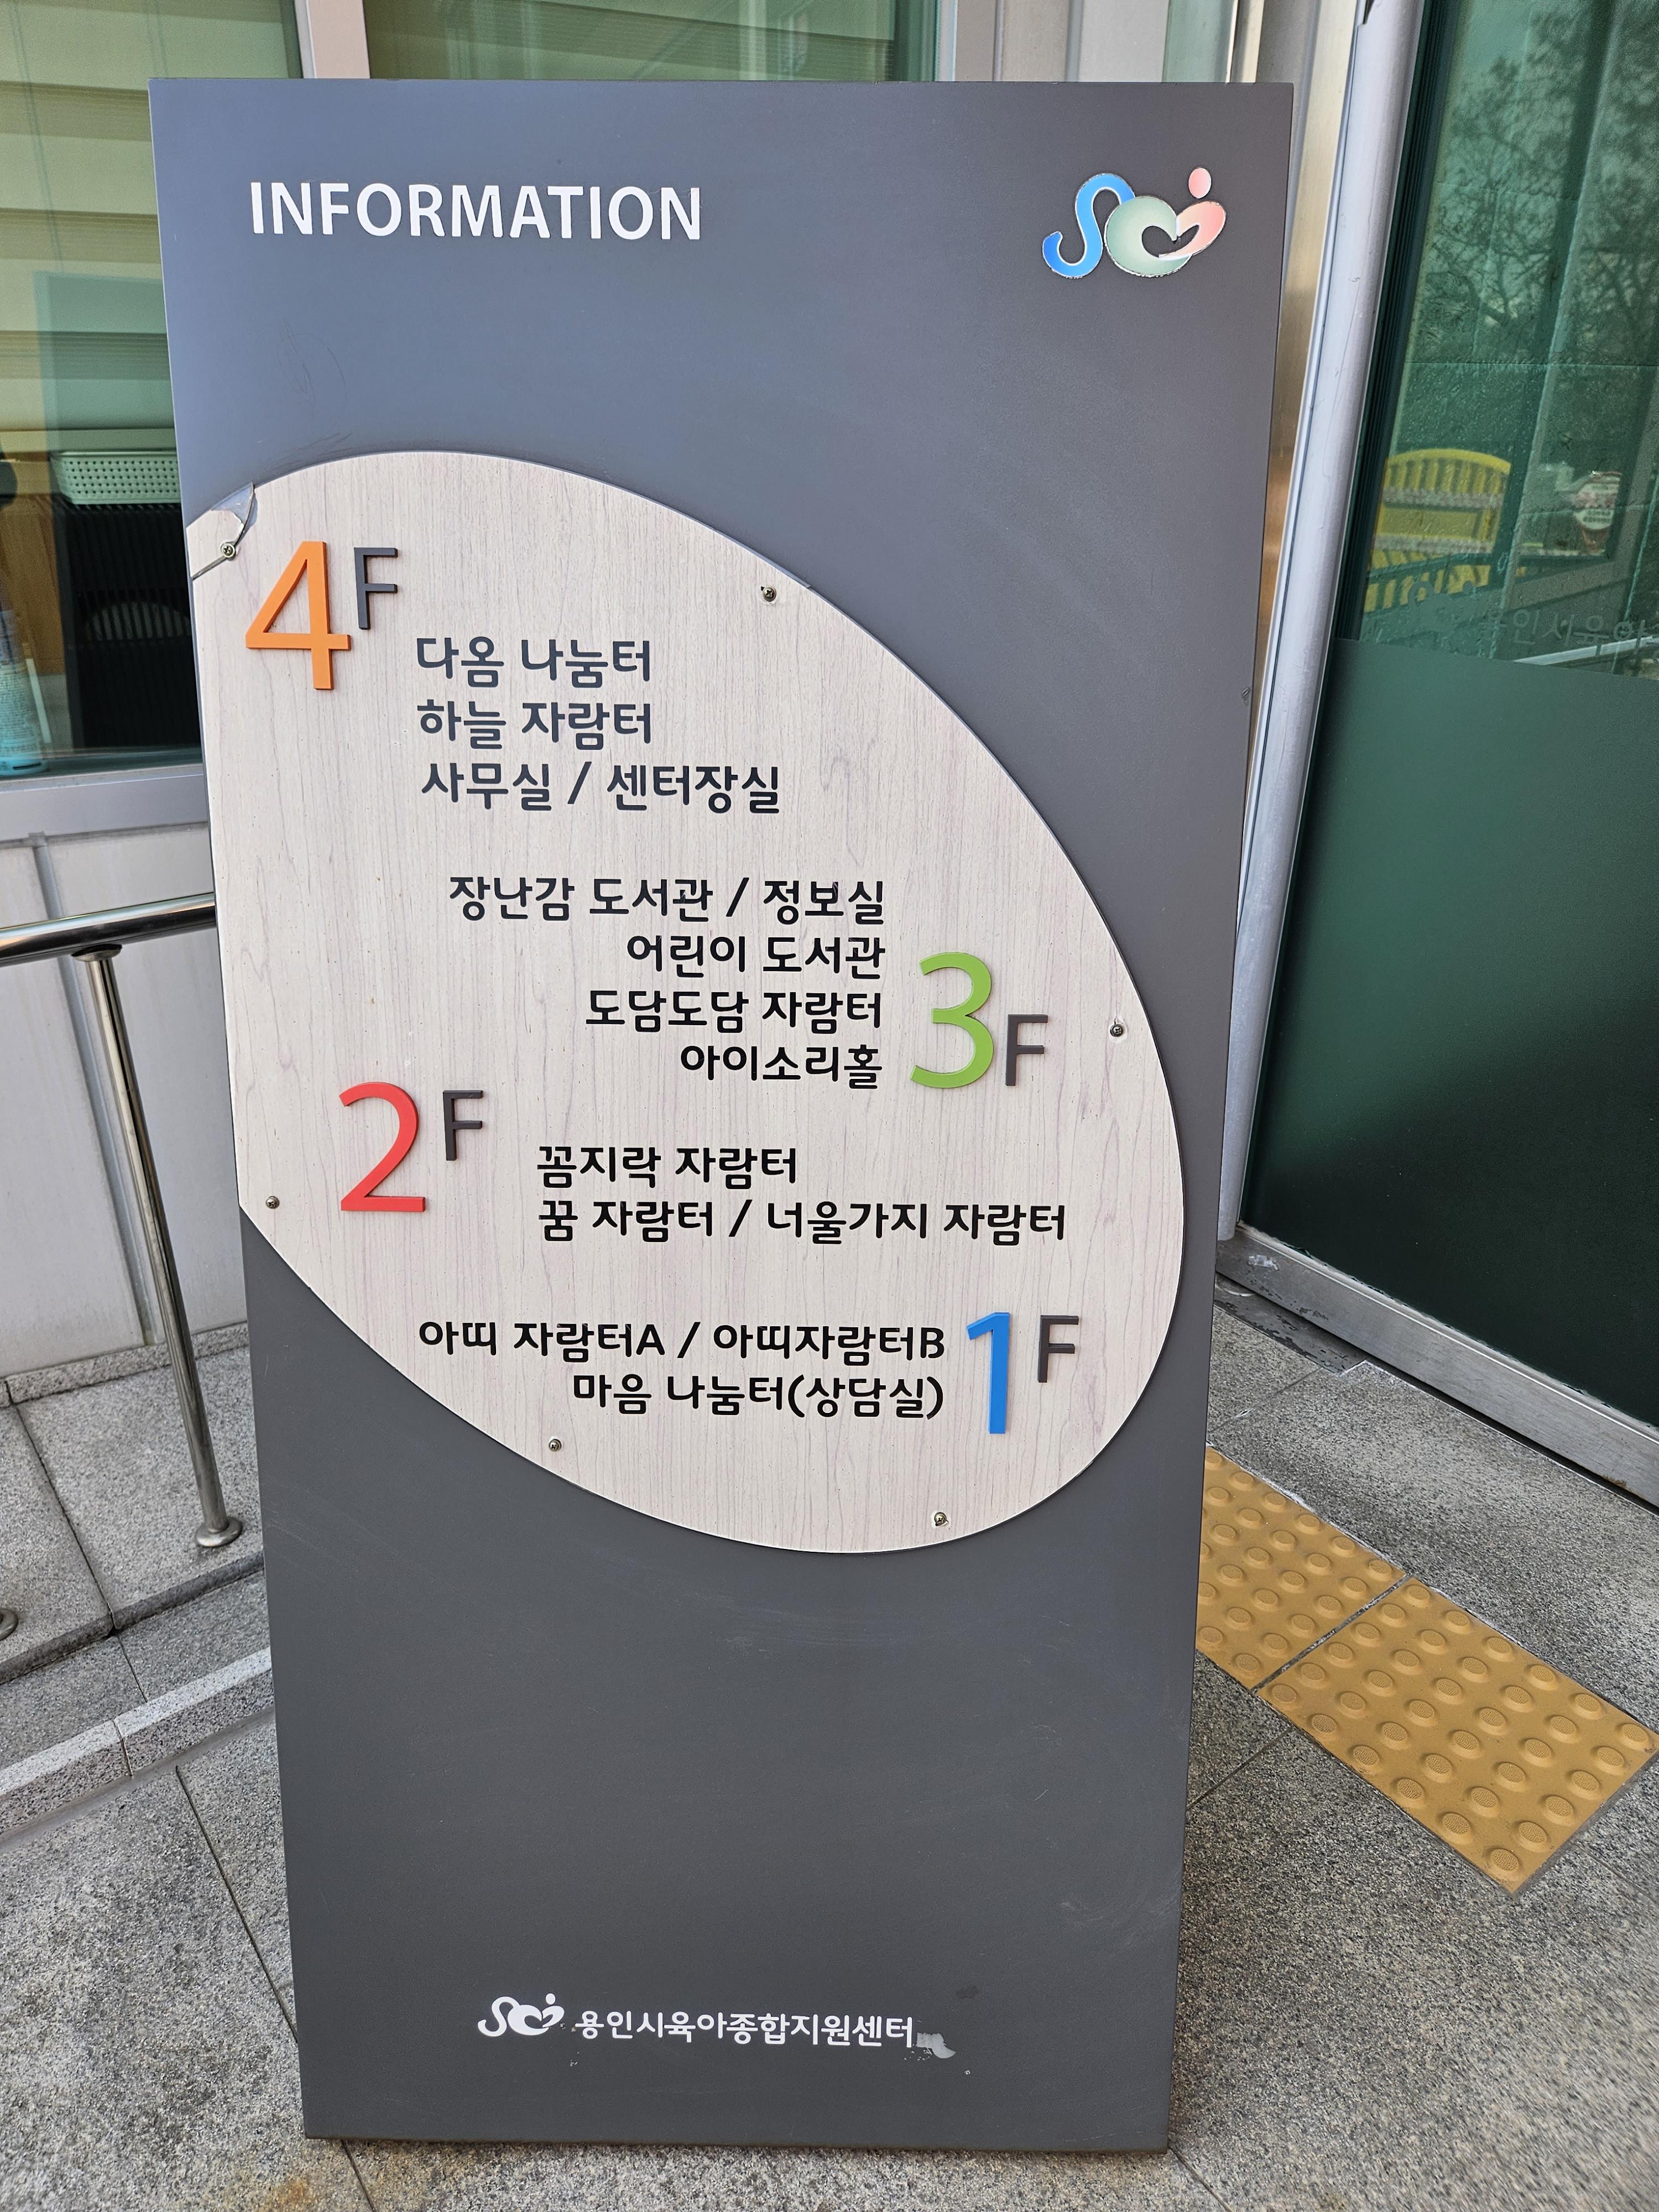 INFORMATION
4F
다옴 나눔터
하늘 자람터
사무실 / 센터장실
장난감 도서관 / 정보실
어린이 도서관
도담도담 자람터
아이소리홀
3F
2F
꼼지락 자람터
꿈 자람터 / 너울가지 자람터
아띠 자람터A / 아띠자람터B
마음 나눔터(상담실)
1F
용인시육아종합지원센터